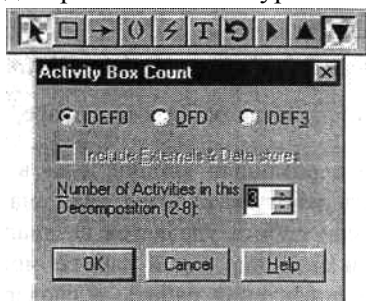 T
Activity Box Count
IDEF0 DFD IDEF3
Include Externals & Data stores
Number of Activities in this
Decomposition (2-8): 3
OK Cancel Help